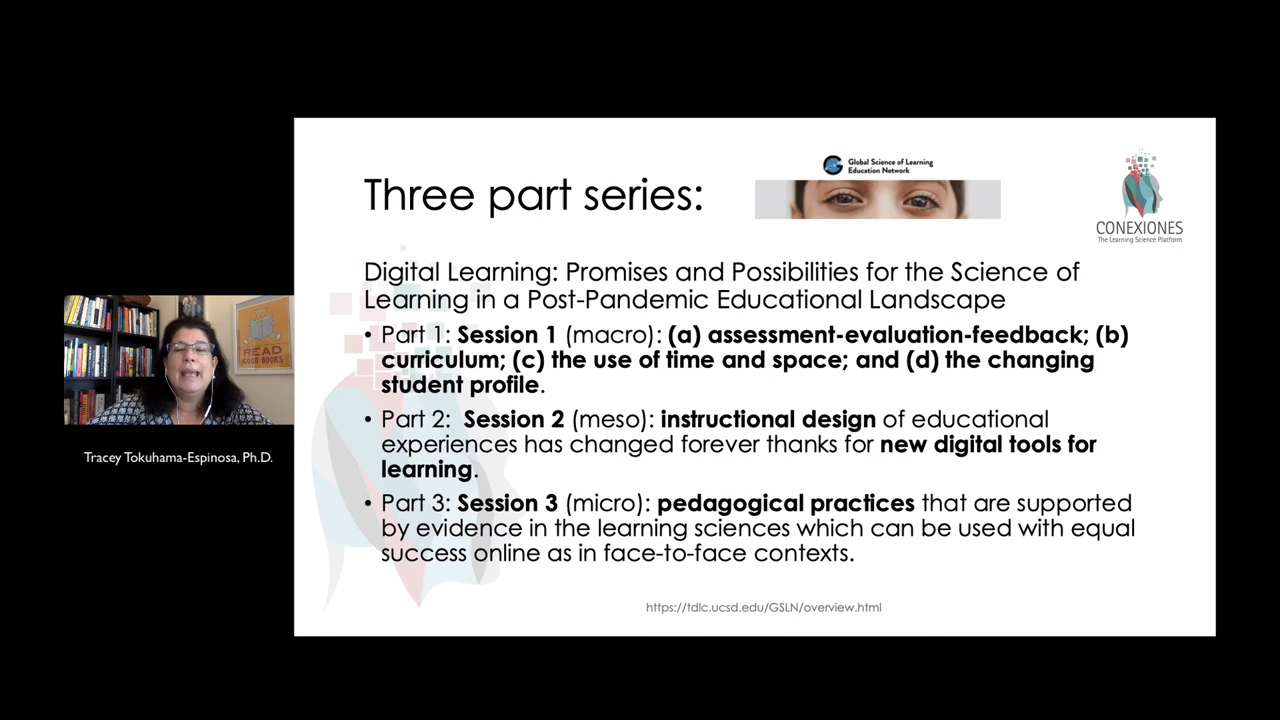 Global Science of Learning
Education Network
Three part series:
CONEXIONES
The Learning Science Platform
Digital Learning: Promises and Possibilities for the Science of
Learning in a Post-Pandemic Educational Landscape
• Part 1: Session 1 (macro): (a) assessment-evaluation-feedback; (b)
curriculum; (c) the use of time and space; and (d) the changing
student profile.
• Part 2:  Session 2 (meso): instructional design of educational
experiences has changed forever thanks for new digital tools for
learning.
• Part 3: Session 3 (micro): pedagogical practices that are supported
by evidence in the learning sciences which can be used with equal
success online as in face-to-face contexts.
https://tdlc.ucsd.edu/GSLN/overview.html
READ
GOOD BOOKS
Tracey Tokuhama-Espinosa, Ph.D.